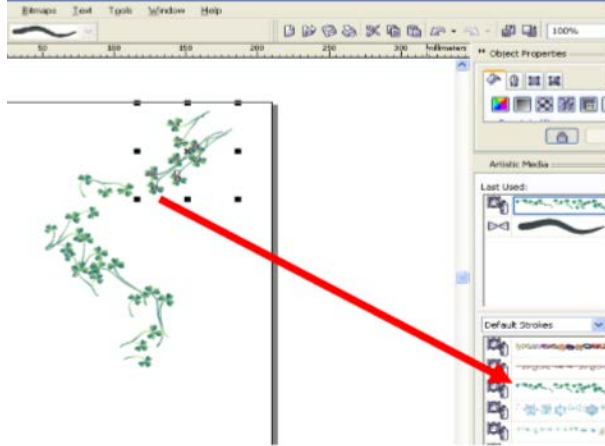 Bitmaps Text Tools Window Help
100%
50 100 150 200 250 300 millimeters
Object Properties
Artistic Media
Last Used:
Default Strokes